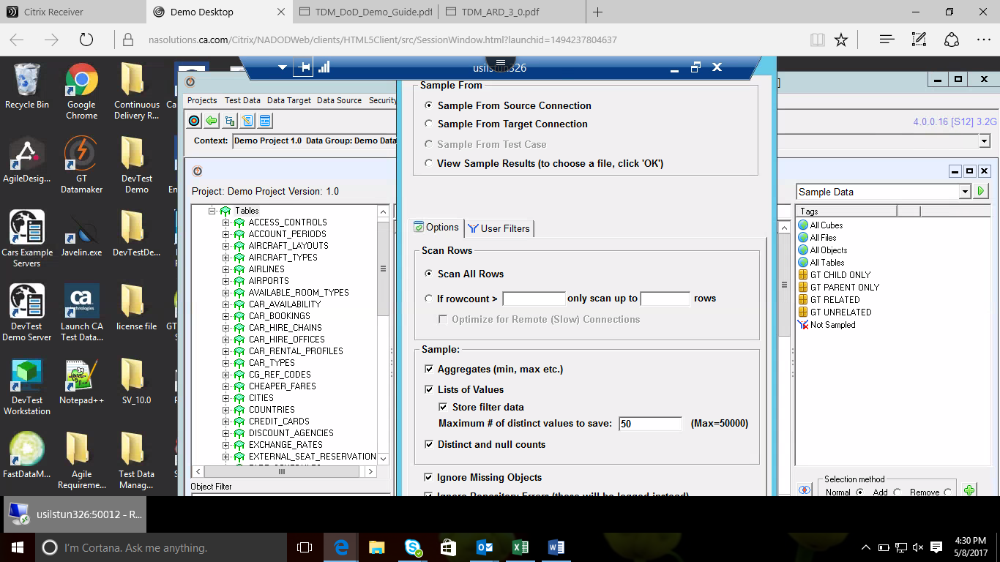 Citrix Receiver
Demo Desktop
TDM_DoD_Demo_Guide.pdf
TDM_ARD_3_0.pdf
nasolutions.ca.com/Citrix/NADODWeb/clients/HTML5Client/src/SessionWindow.html?launchid=1494237804637
usilstun326
Recycle Bin
Google Chrome
Continuous Delivery R...
AgileDesig...
GT Datamaker
DevTest Demo
Cars Example Servers
Javelin.exe
DevTestDe...
DevTest Demo Server
ca technologies
Launch CA Test Data...
license file
DevTest Workstation
Notepad++
SV_10.0
FastDataM...
Agile Requireme...
Test Data Manag...
Projects Test Data Data Target Data Source Security
4.0.0.16 [S12] 3.2G
Context: Demo Project 1.0 Data Group: Demo Data
Project: Demo Project Version: 1.0
Tables
ACCESS_CONTROLS
ACCOUNT_PERIODS
AIRCRAFT_LAYOUTS
AIRCRAFT_TYPES
AIRLINES
AIRPORTS
AVAILABLE_ROOM_TYPES
CAR_AVAILABILITY
CAR_BOOKINGS
CAR_HIRE_CHAINS
CAR_HIRE_OFFICES
CAR_RENTAL_PROFILES
CAR_TYPES
CG_REF_CODES
CHEAPER_FARES
CITIES
COUNTRIES
CREDIT_CARDS
DISCOUNT_AGENCIES
EXCHANGE_RATES
EXTERNAL_SEAT_RESERVATION
Object Filter
Sample From
Sample From Source Connection
Sample From Target Connection
Sample From Test Case
View Sample Results (to choose a file, click 'OK')
Options
User Filters
Scan Rows
Scan All Rows
If rowcount > only scan up to rows
Optimize for Remote (Slow) Connections
Sample:
Aggregates (min, max etc.)
Lists of Values
Store filter data
Maximum # of distinct values to save: 50 (Max=50000)
Distinct and null counts
Ignore Missing Objects
Ignore Repository Errors (these will be logged instead)
Sample Data
Tags
All Cubes
All Files
All Objects
All Tables
GT CHILD ONLY
GT PARENT ONLY
GT RELATED
GT UNRELATED
Not Sampled
Selection method
Normal Add Remove
usilstun326:50012 - R...
I'm Cortana. Ask me anything.
4:30 PM
5/8/2017